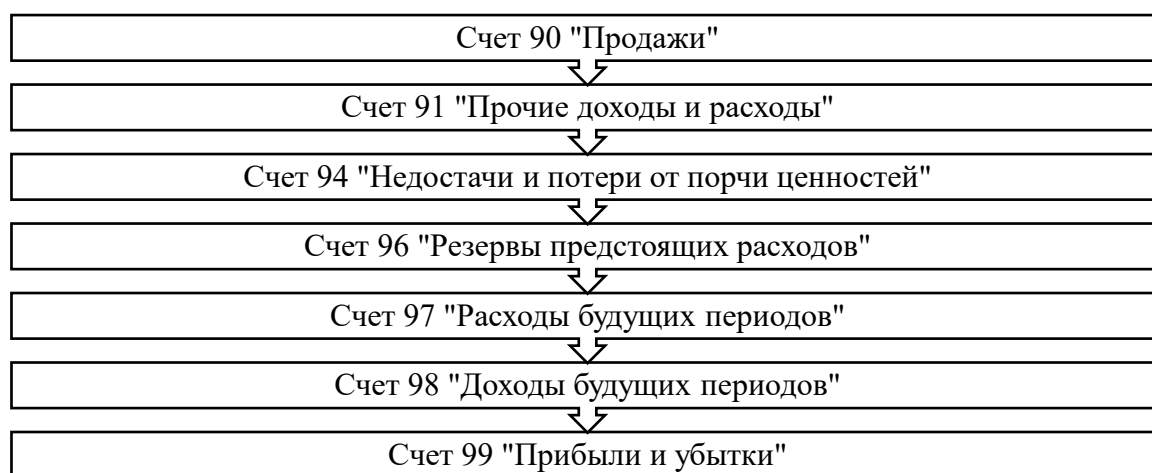 Счет 90 "Продажи"
Счет 91 "Прочие доходы и расходы"
Счет 94 "Недостачи и потери от порчи ценностей"
Счет 96 "Резервы предстоящих расходов"
Счет 97 "Расходы будущих периодов"
Счет 98 "Доходы будущих периодов"
Счет 99 "Прибыли и убытки"